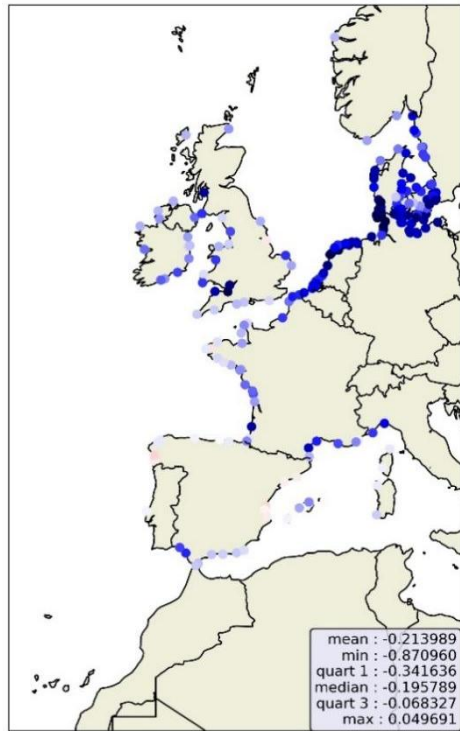 mean : -0.213989
min : -0.870960
quart 1 : -0.341636
median : -0.195789
quart 3 : -0.068327
max : 0.049691